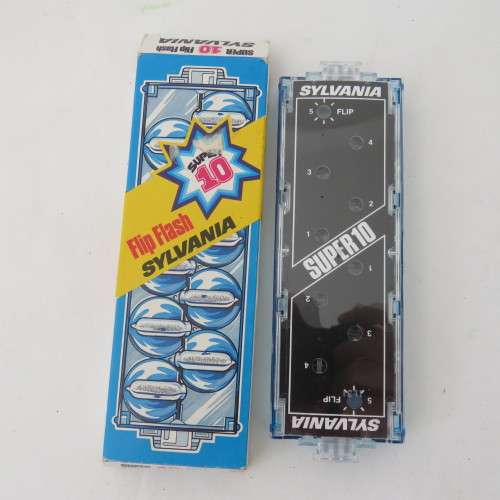 SUPER 10 Flip Flash
SYLVANIA
SUPER
10
Flip Flash
SYLVANIA
SYLVANIA
5 FLIP
4
3
2
1
SUPER 10
1
2
3
4
FLIP 5
SYLVANIA